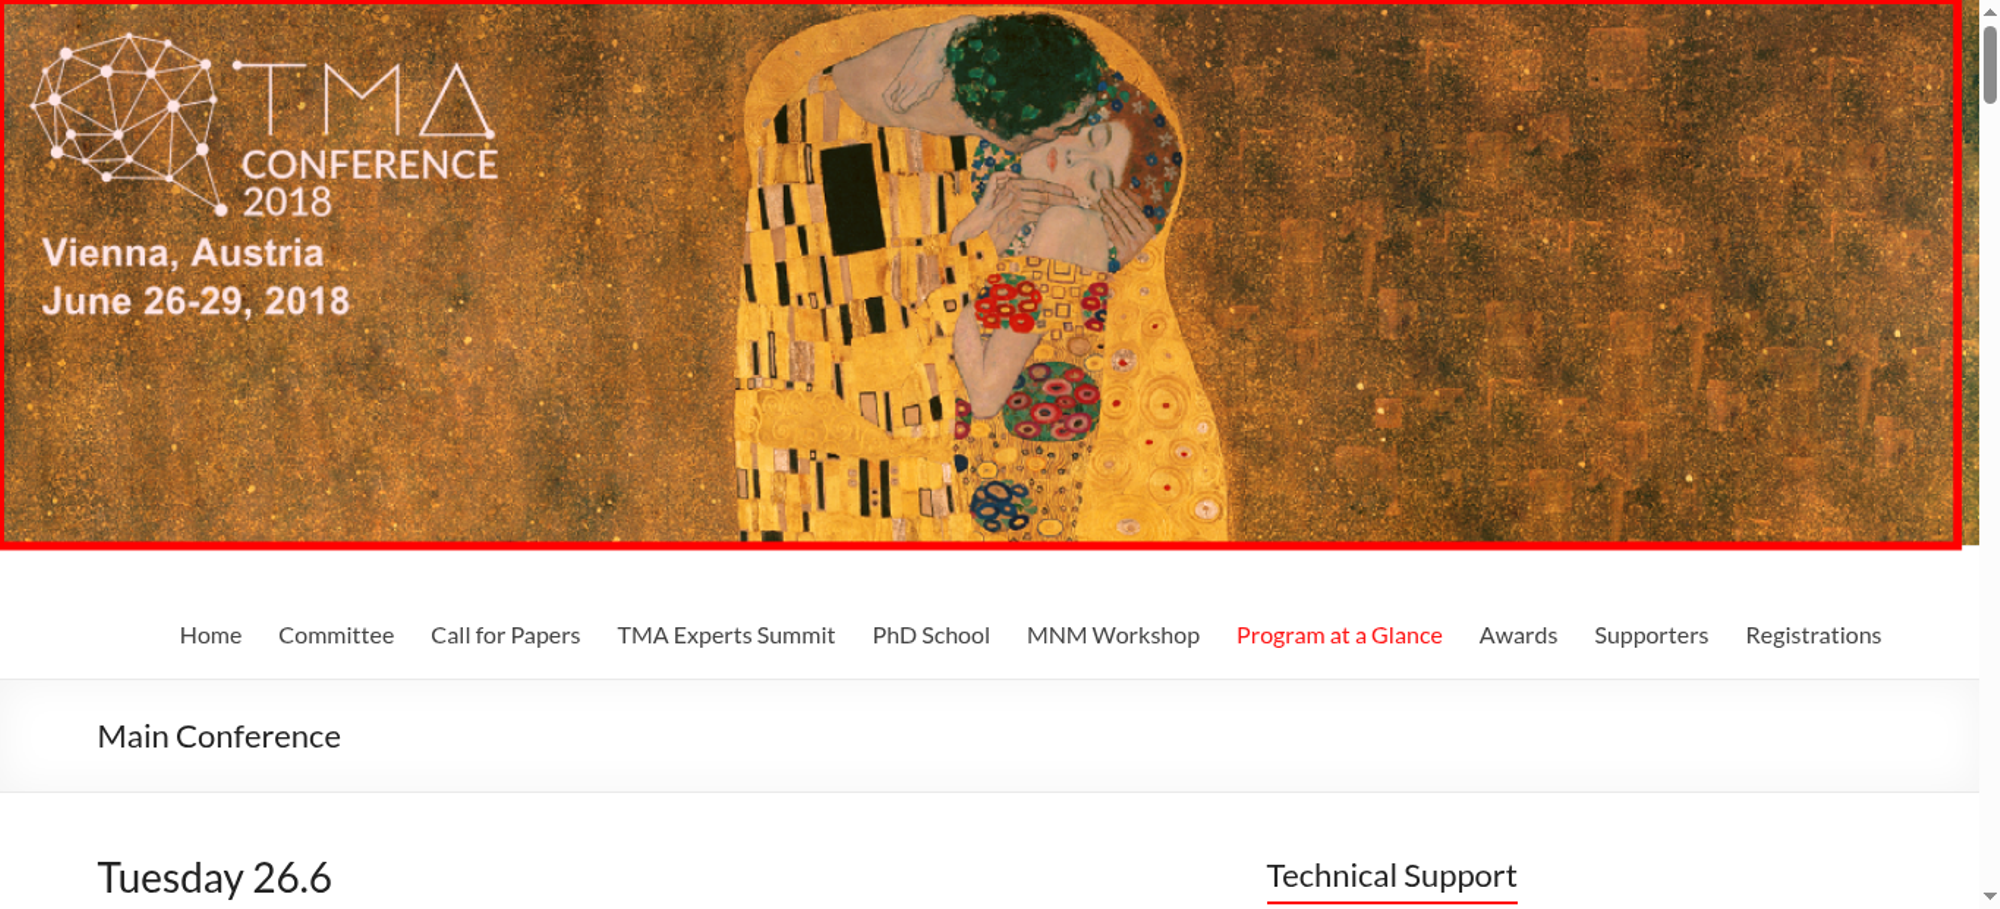 TMA
CONFERENCE
2018
Vienna, Austria
June 26-29, 2018
Home Committee Call for Papers TMA Experts Summit PhD School MNM Workshop Program at a Glance Awards Supporters Registrations
Main Conference
Tuesday 26.6
Technical Support